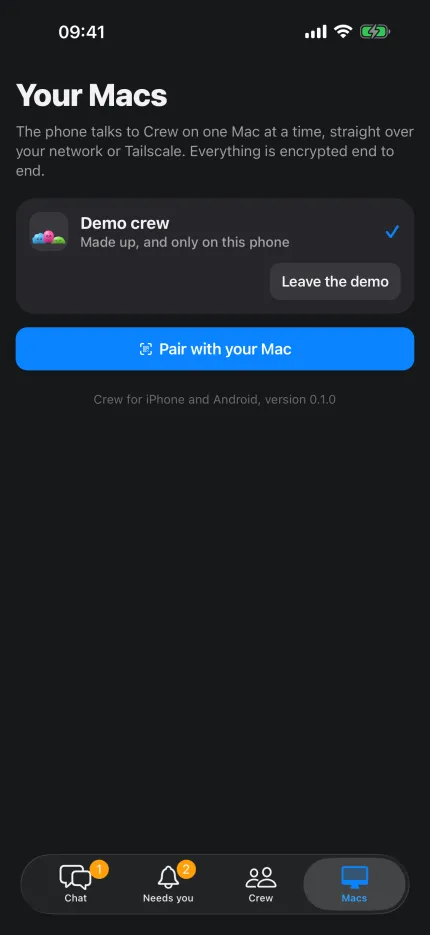 09:41
Your Macs
The phone talks to Crew on one Mac at a time, straight over
your network or Tailscale. Everything is encrypted end to
end.
Demo crew
Made up, and only on this phone
Leave the demo
Pair with your Mac
Crew for iPhone and Android, version 0.1.0
1
2
Chat
Needs you
Crew
Macs